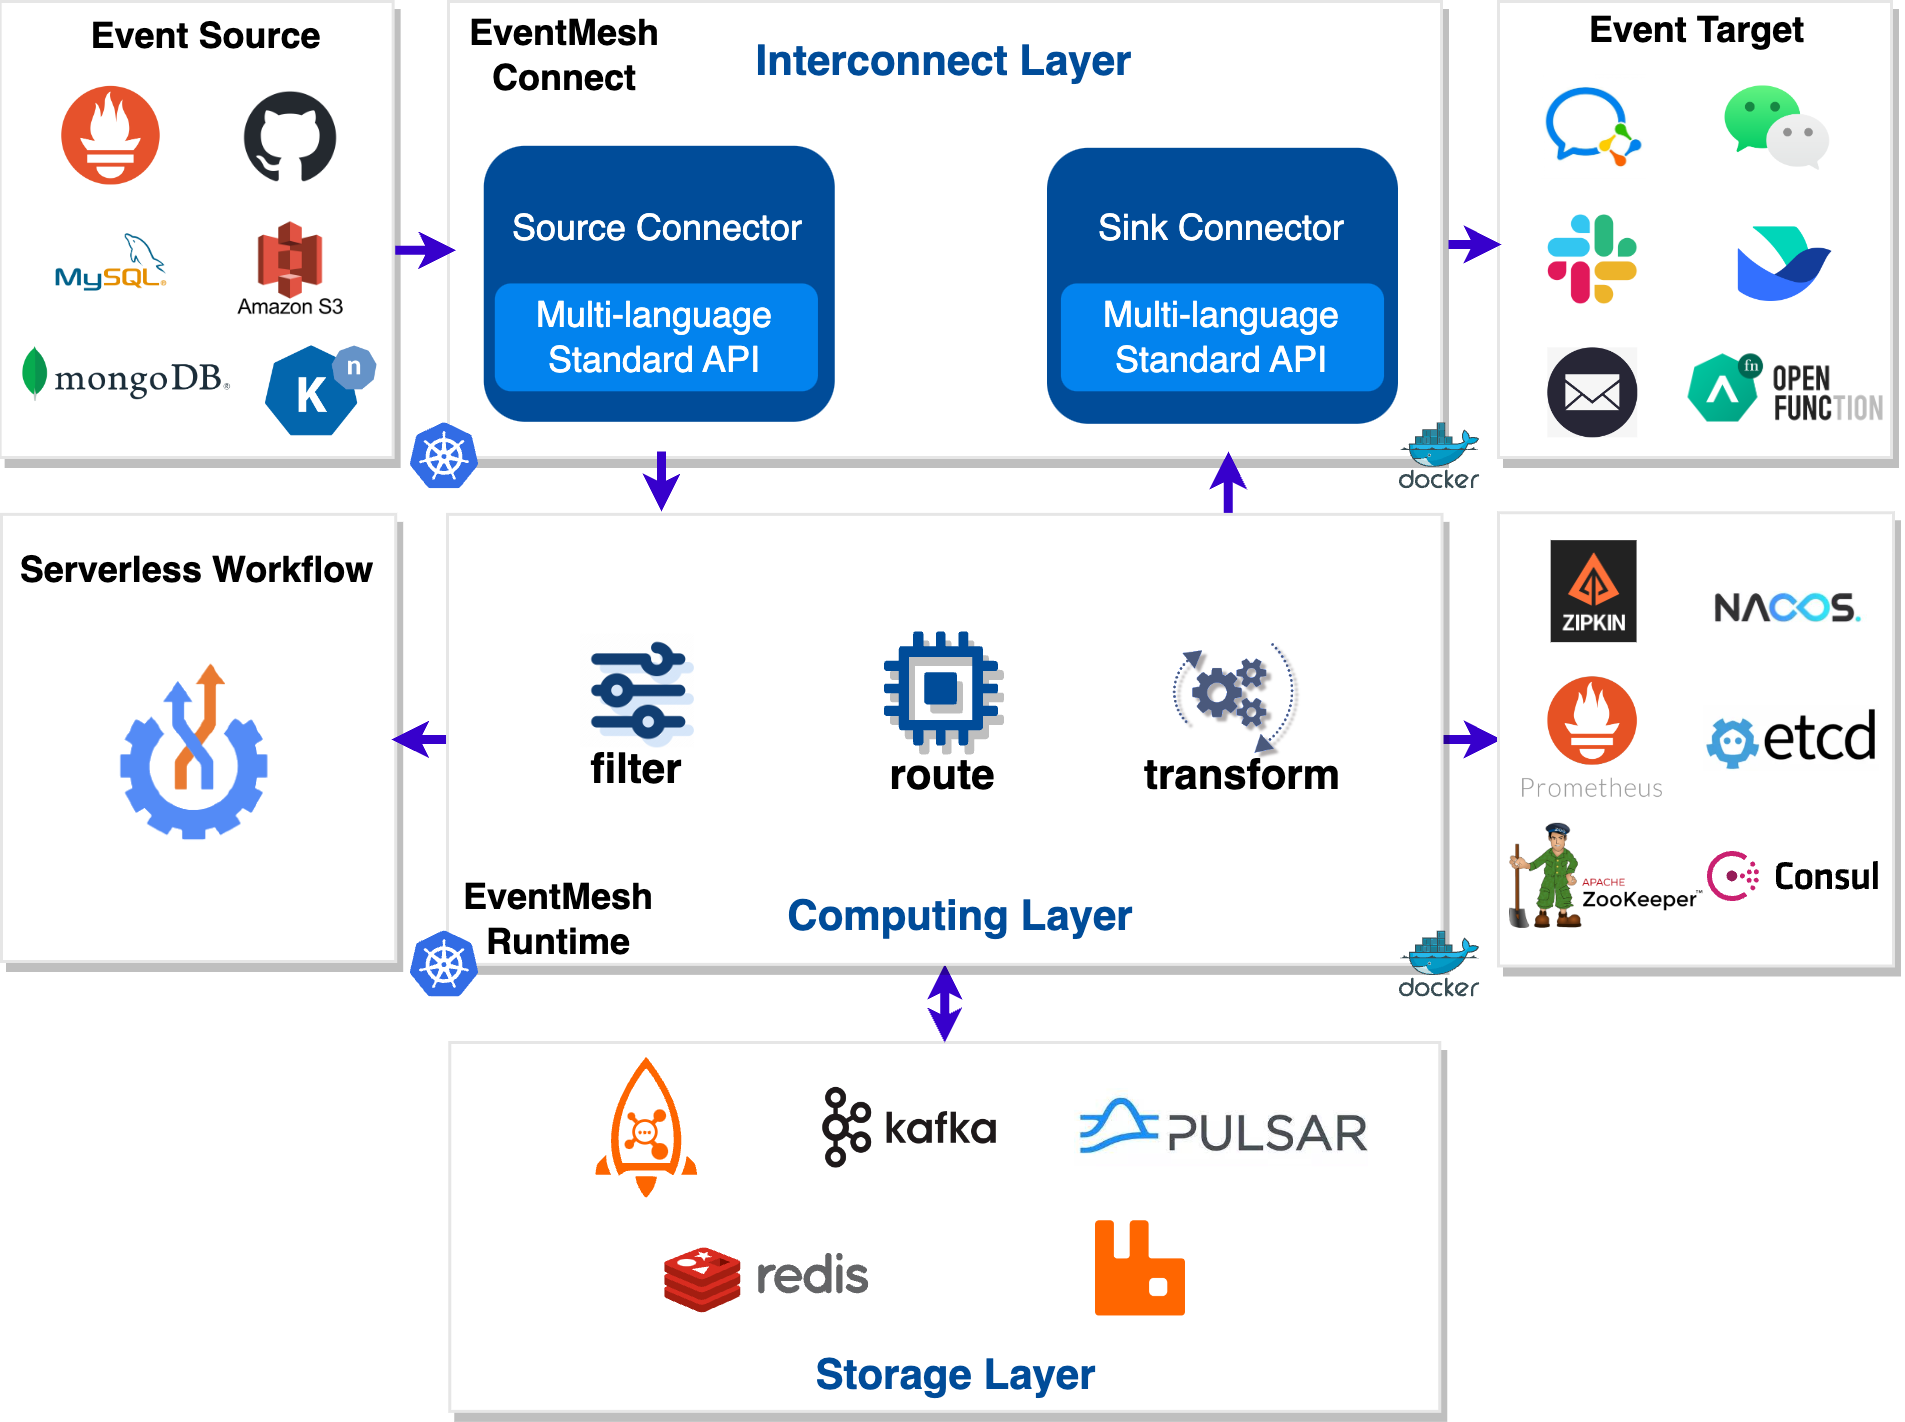 Event Source
MySQL®
Amazon S3
mongoDB®
K
n
EventMesh
Connect
Interconnect Layer
Source Connector
Multi-language
Standard API
Sink Connector
Multi-language
Standard API
docker
Event Target
fn
OPEN
FUNCTION
Serverless Workflow
filter
route
transform
EventMesh
Runtime
Computing Layer
docker
ZIPKIN
NACOS.
Prometheus
etcd
APACHE
ZooKeeper™
Consul
kafka
PULSAR
redis
Storage Layer